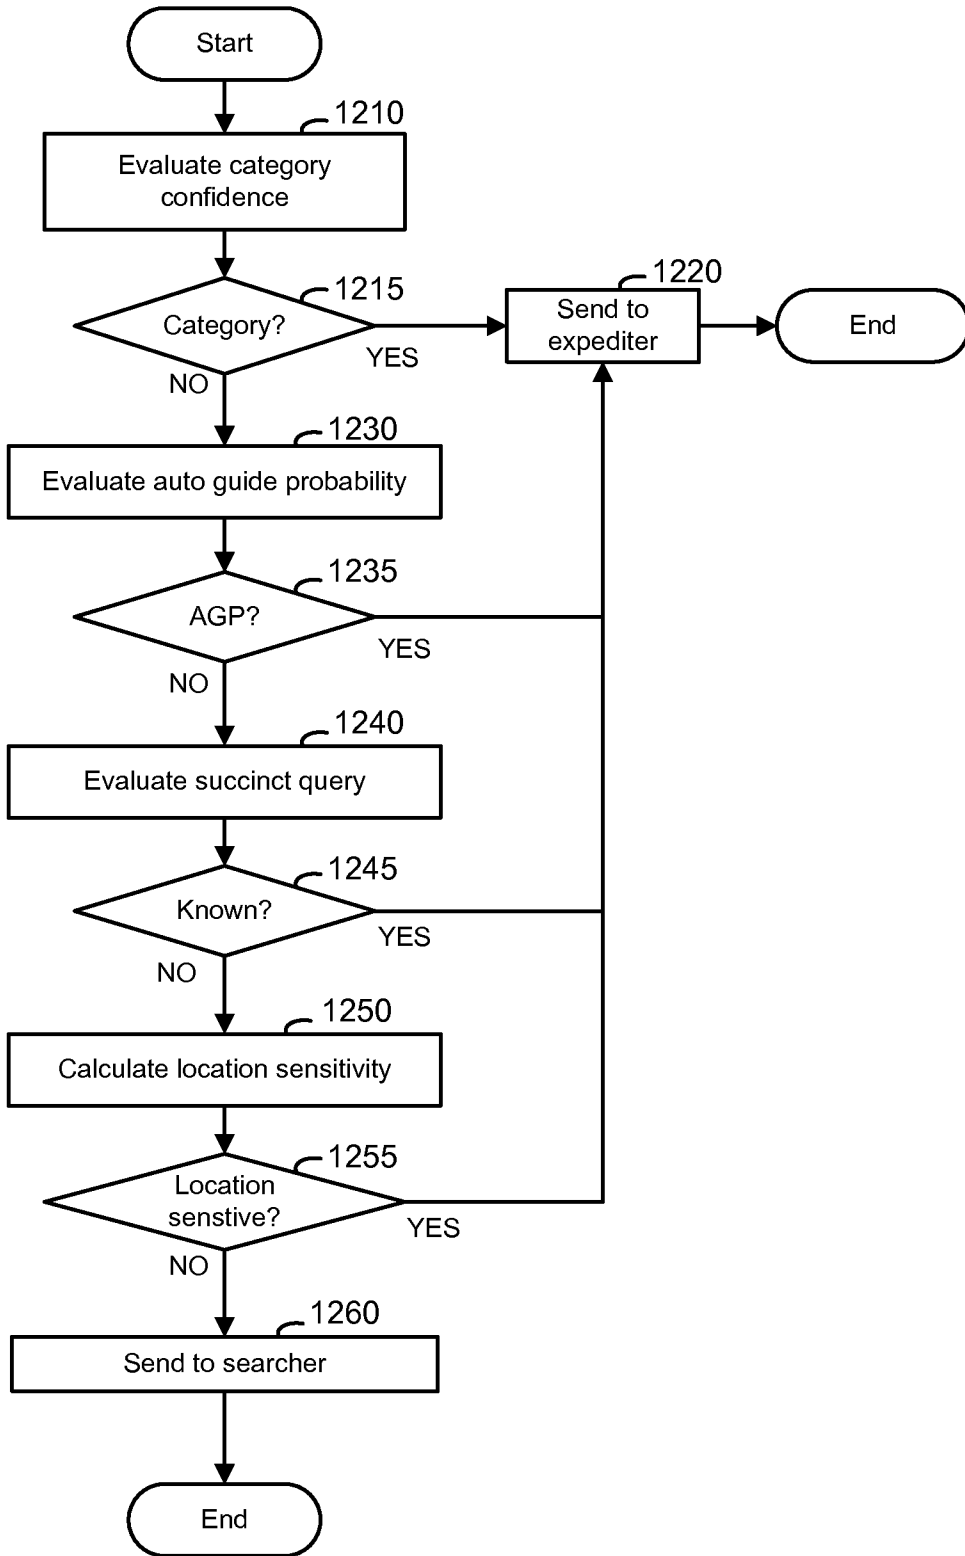 Start
1210
Evaluate category
confidence
1215
Category?
YES
NO
1220
Send to
expediter
End
1230
Evaluate auto guide probability
1235
AGP?
YES
NO
1240
Evaluate succinct query
1245
Known?
YES
NO
1250
Calculate location sensitivity
1255
Location
senstive?
YES
NO
1260
Send to searcher
End